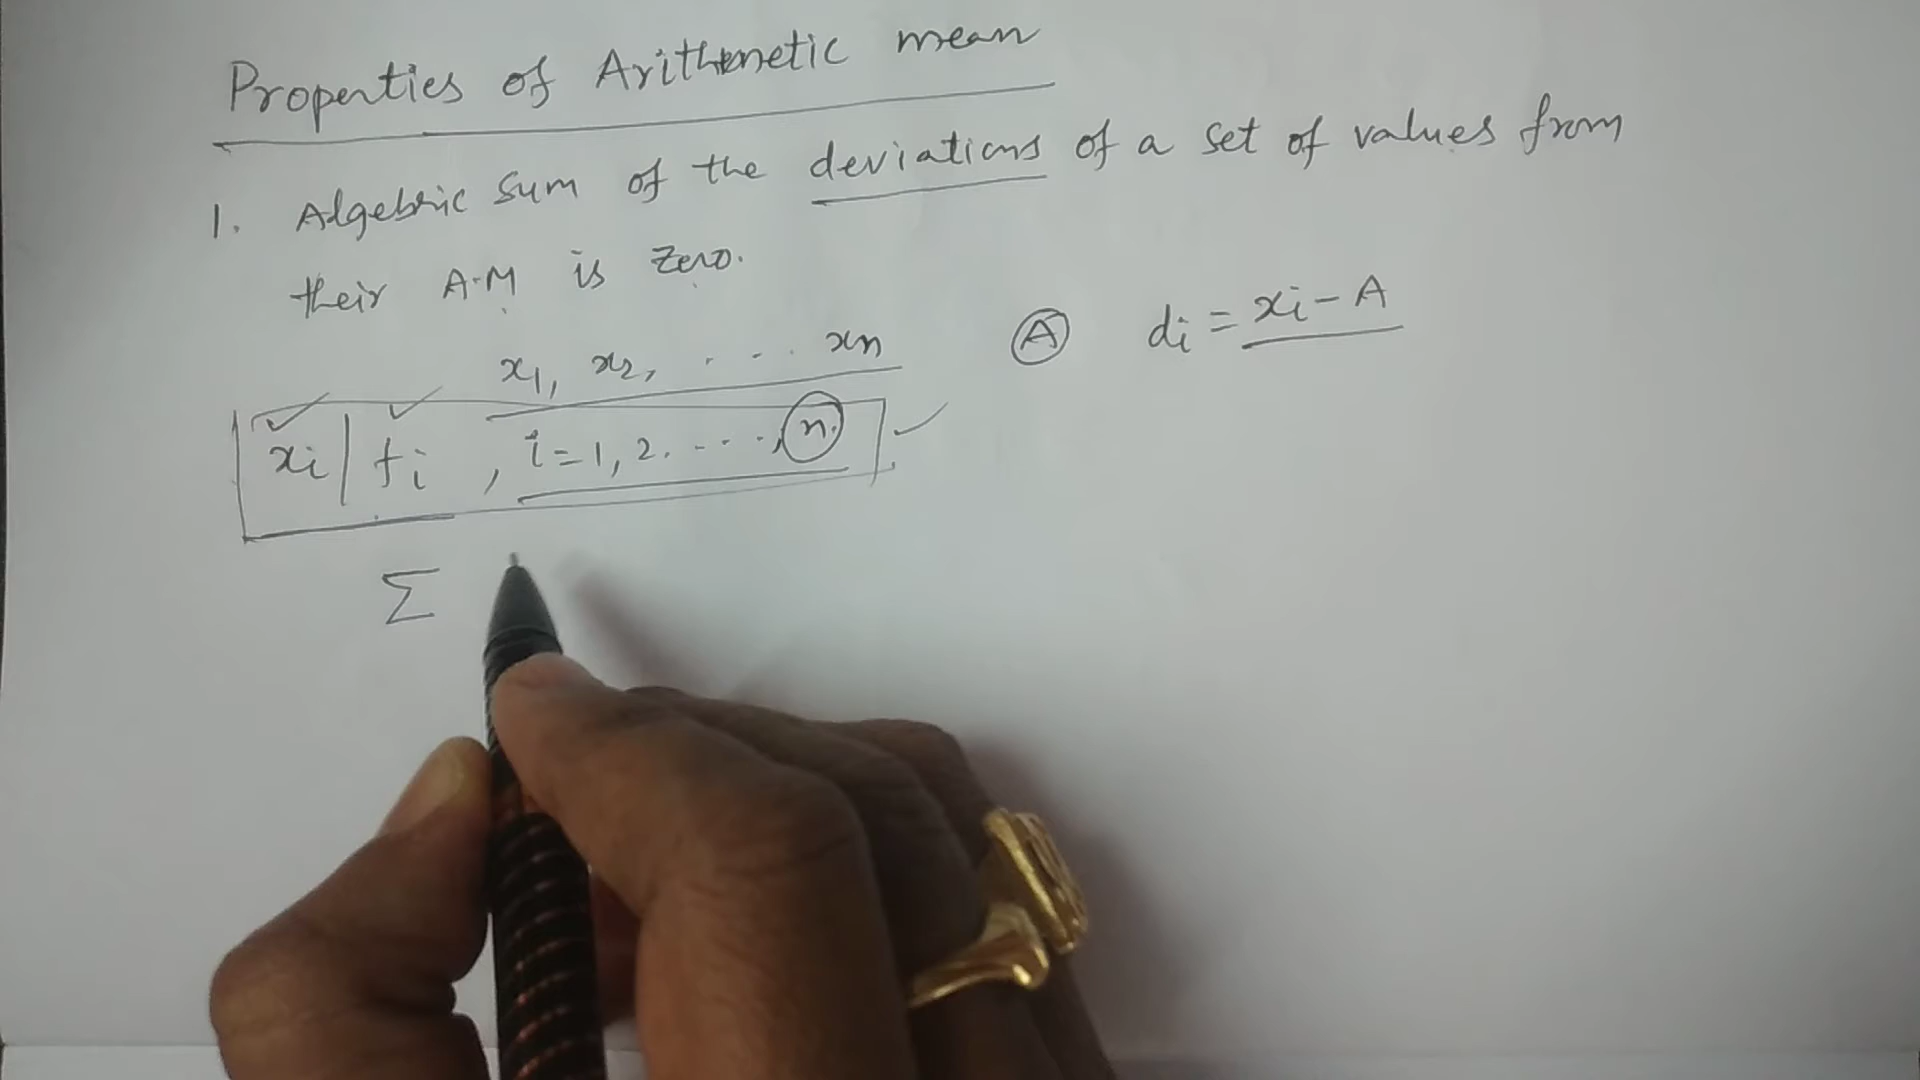 Properties of Arithmetic mean
1. Algebric sum of the deviations of a set of values from
their A.M is zero.
x1, x2, . . . xn
A di = xi - A
xi | fi , i=1, 2. - - - , n.
Σ